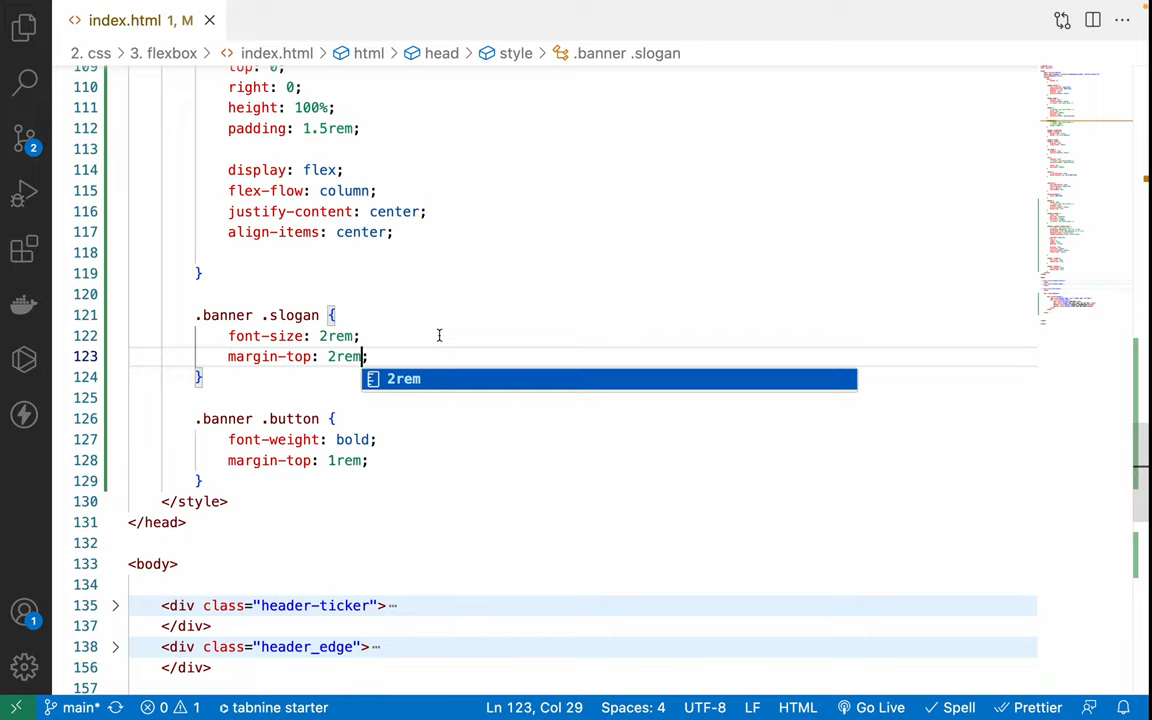 index.html 1, M
2. css > 3. flexbox > index.html > html > head > style > .banner .slogan
109 top: 0;
110 right: 0;
111 height: 100%;
112 padding: 1.5rem;
113
114 display: flex;
115 flex-flow: column;
116 justify-content: center;
117 align-items: center;
118
119 }
120
121 .banner .slogan {
122 font-size: 2rem;
123 margin-top: 2rem;
124 }
2rem
125
126 .banner .button {
127 font-weight: bold;
128 margin-top: 1rem;
129 }
130 </style>
131 </head>
132
133 <body>
134
135 <div class="header-ticker">
137 </div>
138 <div class="header_edge">
156 </div>
157
2
1
main* 0 1 tabnine starter Ln 123, Col 29 Spaces: 4 UTF-8 LF HTML Go Live Spell Prettier